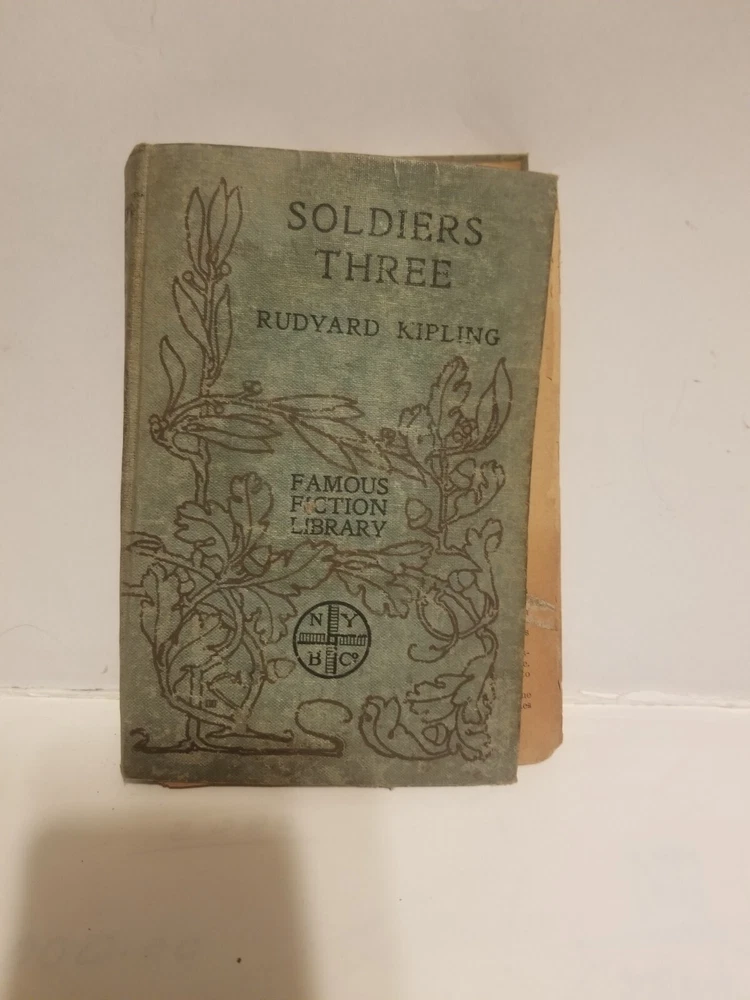 SOLDIERS
THREE
RUDYARD KIPLING
FAMOUS
FICTION
LIBRARY
N Y
B Co